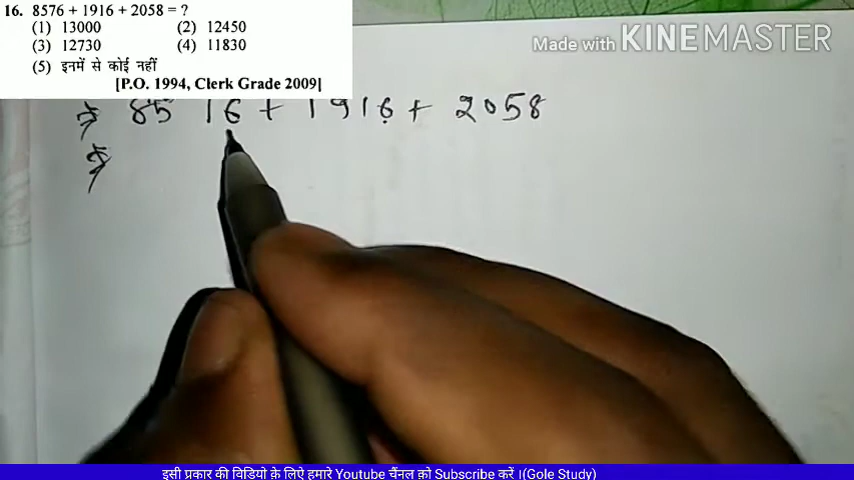 16. 8576 + 1916 + 2058 = ?
(1) 13000 (2) 12450
(3) 12730 (4) 11830
(5) इनमें से कोई नहीं
[P.O. 1994, Clerk Grade 2009]
Made with KINEMASTER
⇒ 85 16 + 1916 + 2058
⇒
इसी प्रकार की विडियो के लिऐ हमारे Youtube चैंनल क़ो Subscribe करें ।(Gole Study)